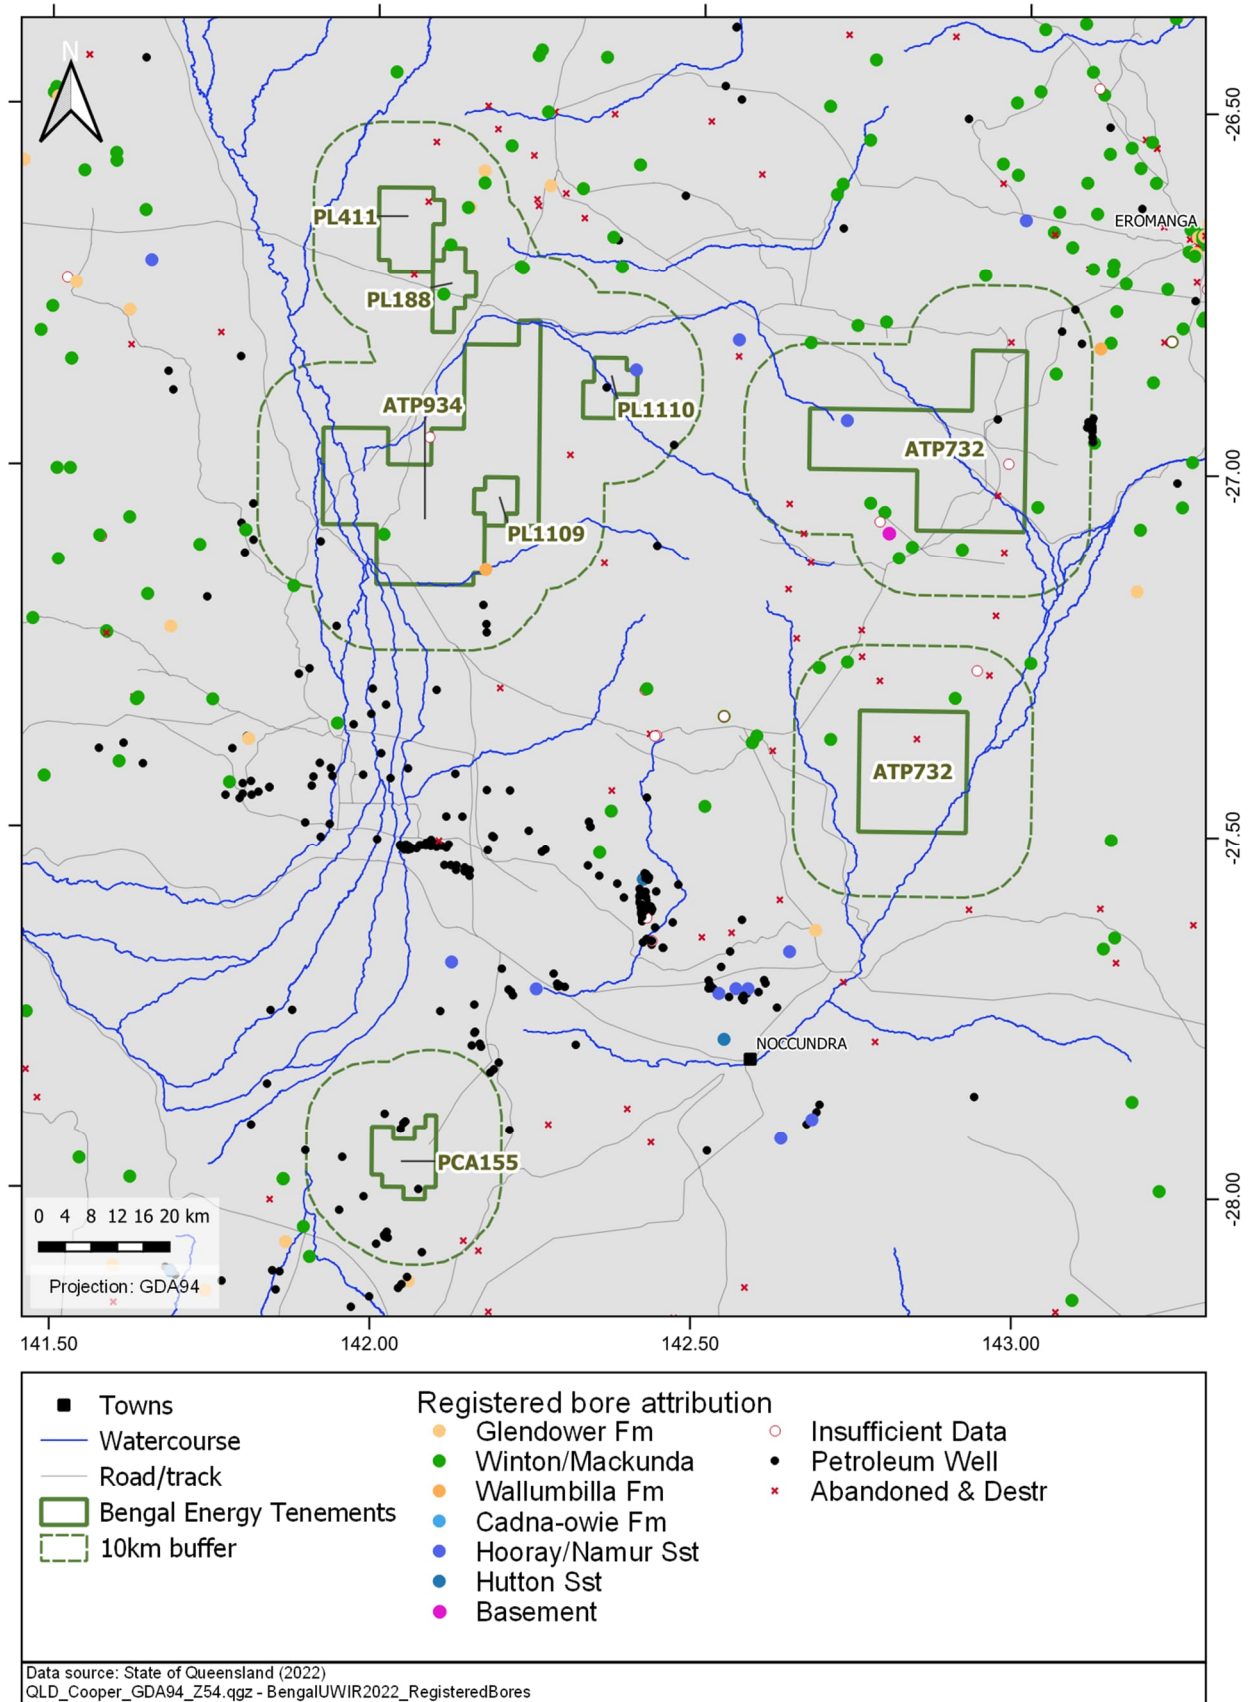 N
-26.50
PL411
EROMANGA
PL188
ATP934
PL1110
ATP732
-27.00
PL1109
ATP732
-27.50
NOCCUNDRA
PCA155
-28.00
0 4 8 12 16 20 km
Projection: GDA94
141.50 142.00 142.50 143.00
Towns
Watercourse
Road/track
Bengal Energy Tenements
10km buffer
Registered bore attribution
Glendower Fm
Winton/Mackunda
Wallumbilla Fm
Cadna-owie Fm
Hooray/Namur Sst
Hutton Sst
Basement
Insufficient Data
Petroleum Well
Abandoned & Destr
Data source: State of Queensland (2022)
QLD_Cooper_GDA94_Z54.qgz - BengalUWIR2022_RegisteredBores